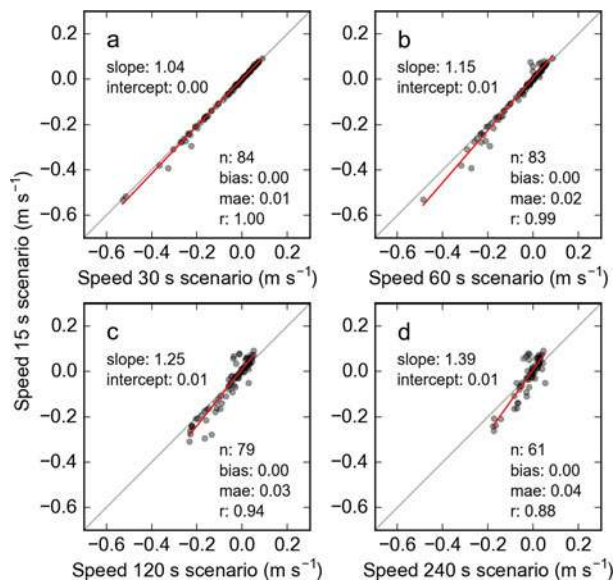 a
slope: 1.04
intercept: 0.00
n: 84
bias: 0.00
mae: 0.01
r: 1.00
0.2
0.0
−0.2
−0.4
−0.6
−0.6 −0.4 −0.2 0.0 0.2
Speed 30 s scenario (m s⁻¹)
b
slope: 1.15
intercept: 0.01
n: 83
bias: 0.00
mae: 0.02
r: 0.99
0.2
0.0
−0.2
−0.4
−0.6
−0.6 −0.4 −0.2 0.0 0.2
Speed 60 s scenario (m s⁻¹)
Speed 15 s scenario (m s⁻¹)
c
slope: 1.25
intercept: 0.01
n: 79
bias: 0.00
mae: 0.03
r: 0.94
0.2
0.0
−0.2
−0.4
−0.6
−0.6 −0.4 −0.2 0.0 0.2
Speed 120 s scenario (m s⁻¹)
d
slope: 1.39
intercept: 0.01
n: 61
bias: 0.00
mae: 0.04
r: 0.88
0.2
0.0
−0.2
−0.4
−0.6
−0.6 −0.4 −0.2 0.0 0.2
Speed 240 s scenario (m s⁻¹)